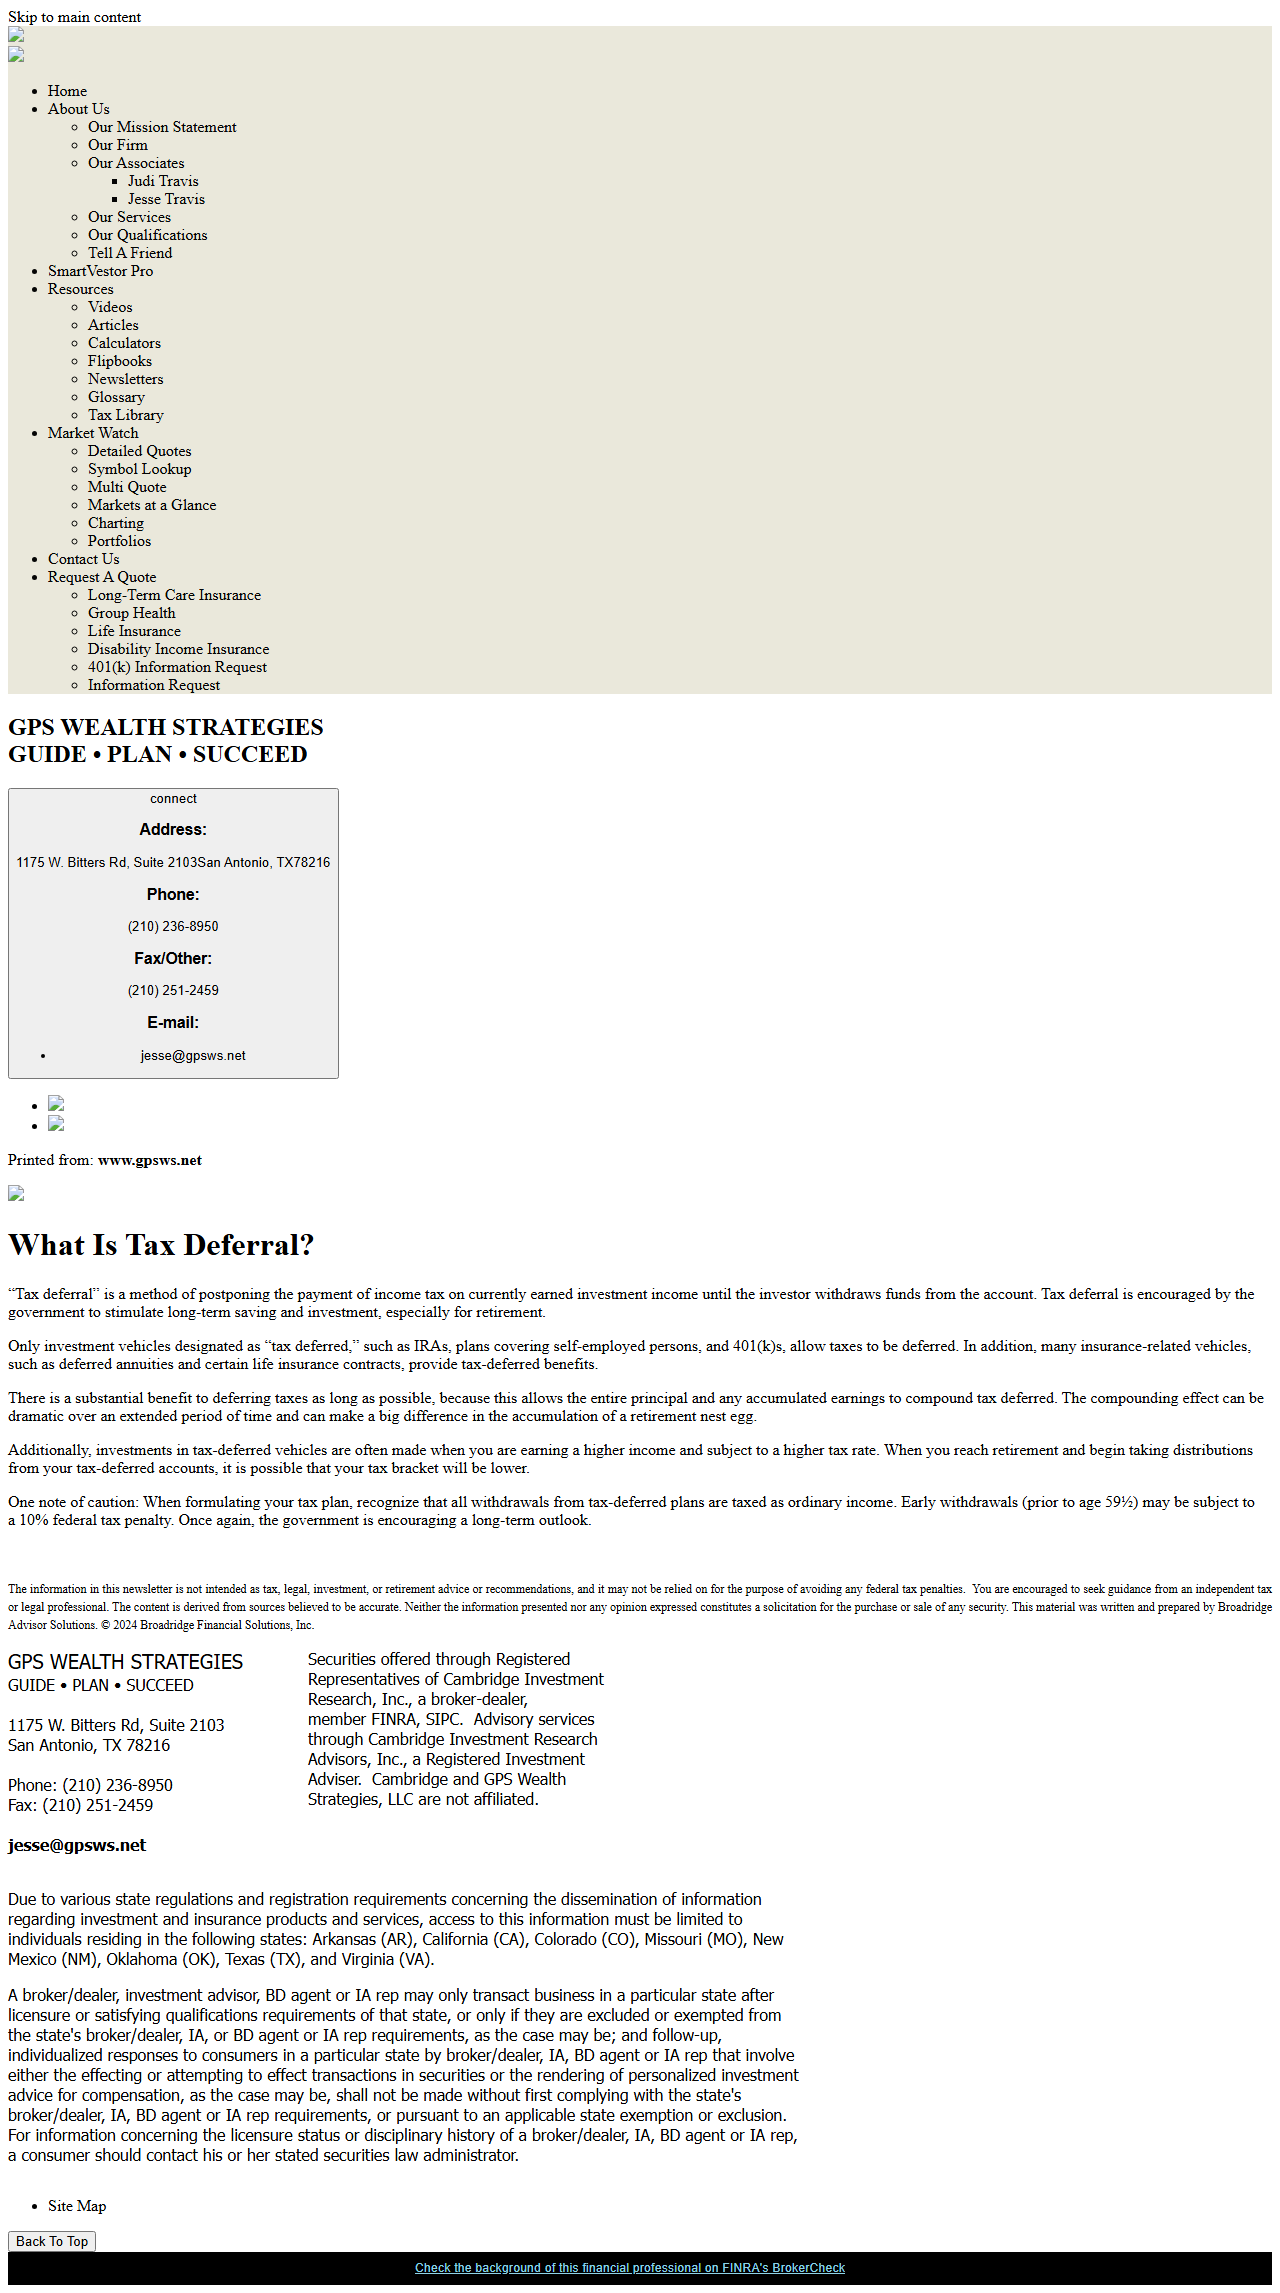 Skip to main content
Home
About Us
Our Mission Statement
Our Firm
Our Associates
Judi Travis
Jesse Travis
Our Services
Our Qualifications
Tell A Friend
SmartVestor Pro
Resources
Videos
Articles
Calculators
Flipbooks
Newsletters
Glossary
Tax Library
Market Watch
Detailed Quotes
Symbol Lookup
Multi Quote
Markets at a Glance
Charting
Portfolios
Contact Us
Request A Quote
Long-Term Care Insurance
Group Health
Life Insurance
Disability Income Insurance
401(k) Information Request
Information Request
GPS WEALTH STRATEGIES
GUIDE • PLAN • SUCCEED
connect
Address:
1175 W. Bitters Rd, Suite 2103San Antonio, TX78216
Phone:
(210) 236-8950
Fax/Other:
(210) 251-2459
E-mail:
jesse@gpsws.net
Printed from: www.gpsws.net
What Is Tax Deferral?
“Tax deferral” is a method of postponing the payment of income tax on currently earned investment income until the investor withdraws funds from the account. Tax deferral is encouraged by the
government to stimulate long-term saving and investment, especially for retirement.
Only investment vehicles designated as “tax deferred,” such as IRAs, plans covering self-employed persons, and 401(k)s, allow taxes to be deferred. In addition, many insurance-related vehicles,
such as deferred annuities and certain life insurance contracts, provide tax-deferred benefits.
There is a substantial benefit to deferring taxes as long as possible, because this allows the entire principal and any accumulated earnings to compound tax deferred. The compounding effect can be
dramatic over an extended period of time and can make a big difference in the accumulation of a retirement nest egg.
Additionally, investments in tax-deferred vehicles are often made when you are earning a higher income and subject to a higher tax rate. When you reach retirement and begin taking distributions
from your tax-deferred accounts, it is possible that your tax bracket will be lower.
One note of caution: When formulating your tax plan, recognize that all withdrawals from tax-deferred plans are taxed as ordinary income. Early withdrawals (prior to age 59½) may be subject to
a 10% federal tax penalty. Once again, the government is encouraging a long-term outlook.
The information in this newsletter is not intended as tax, legal, investment, or retirement advice or recommendations, and it may not be relied on for the purpose of avoiding any federal tax penalties.  You are encouraged to seek guidance from an independent tax
or legal professional. The content is derived from sources believed to be accurate. Neither the information presented nor any opinion expressed constitutes a solicitation for the purchase or sale of any security. This material was written and prepared by Broadridge
Advisor Solutions. © 2024 Broadridge Financial Solutions, Inc.
GPS WEALTH STRATEGIES
GUIDE • PLAN • SUCCEED
1175 W. Bitters Rd, Suite 2103
San Antonio, TX 78216
Phone: (210) 236-8950
Fax: (210) 251-2459
jesse@gpsws.net
Securities offered through Registered
Representatives of Cambridge Investment
Research, Inc., a broker-dealer,
member FINRA, SIPC.  Advisory services
through Cambridge Investment Research
Advisors, Inc., a Registered Investment
Adviser.  Cambridge and GPS Wealth
Strategies, LLC are not affiliated.
Due to various state regulations and registration requirements concerning the dissemination of information
regarding investment and insurance products and services, access to this information must be limited to
individuals residing in the following states: Arkansas (AR), California (CA), Colorado (CO), Missouri (MO), New
Mexico (NM), Oklahoma (OK), Texas (TX), and Virginia (VA).
A broker/dealer, investment advisor, BD agent or IA rep may only transact business in a particular state after
licensure or satisfying qualifications requirements of that state, or only if they are excluded or exempted from
the state's broker/dealer, IA, or BD agent or IA rep requirements, as the case may be; and follow-up,
individualized responses to consumers in a particular state by broker/dealer, IA, BD agent or IA rep that involve
either the effecting or attempting to effect transactions in securities or the rendering of personalized investment
advice for compensation, as the case may be, shall not be made without first complying with the state's
broker/dealer, IA, BD agent or IA rep requirements, or pursuant to an applicable state exemption or exclusion.
For information concerning the licensure status or disciplinary history of a broker/dealer, IA, BD agent or IA rep,
a consumer should contact his or her stated securities law administrator.
Site Map
Back To Top
Check the background of this financial professional on FINRA's BrokerCheck